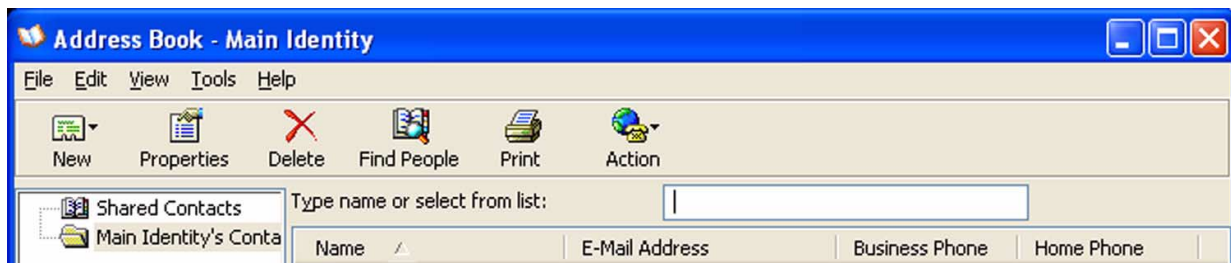 Address Book - Main Identity
File Edit View Tools Help
New Properties Delete Find People Print Action
Shared Contacts
Main Identity's Conta
Type name or select from list:
Name E-Mail Address Business Phone Home Phone